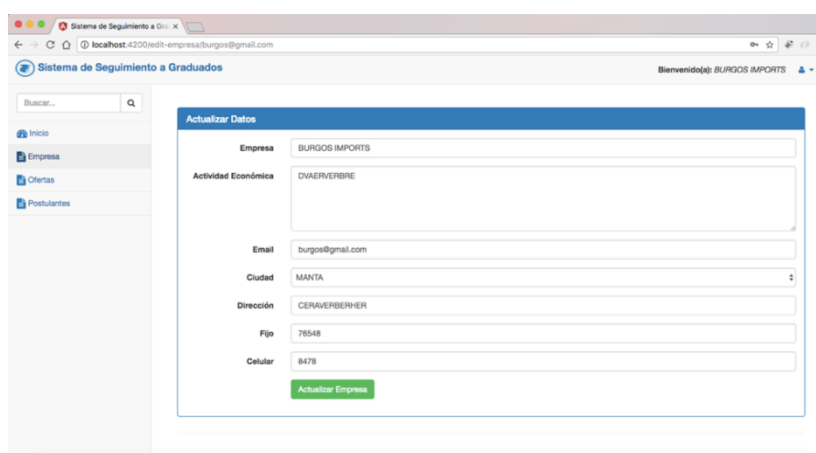 Sistema de Seguimiento a Gra
localhost:4200/edit-empresa/burgos@gmail.com
Sistema de Seguimiento a Graduados
Bienvenido(a): BURGOS IMPORTS
Buscar...
Inicio
Empresa
Ofertas
Postulantes
Actualizar Datos
Empresa BURGOS IMPORTS
Actividad Económica DVAERVERBRE
Email burgos@gmail.com
Ciudad MANTA
Dirección CERAVERBERHER
Fijo 76548
Celular 8478
Actualizar Empresa